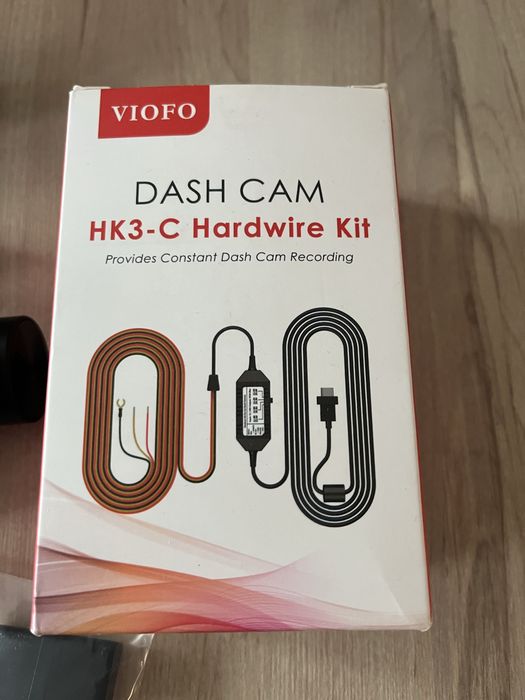 VIOFO
DASH CAM
HK3-C Hardwire Kit
Provides Constant Dash Cam Recording